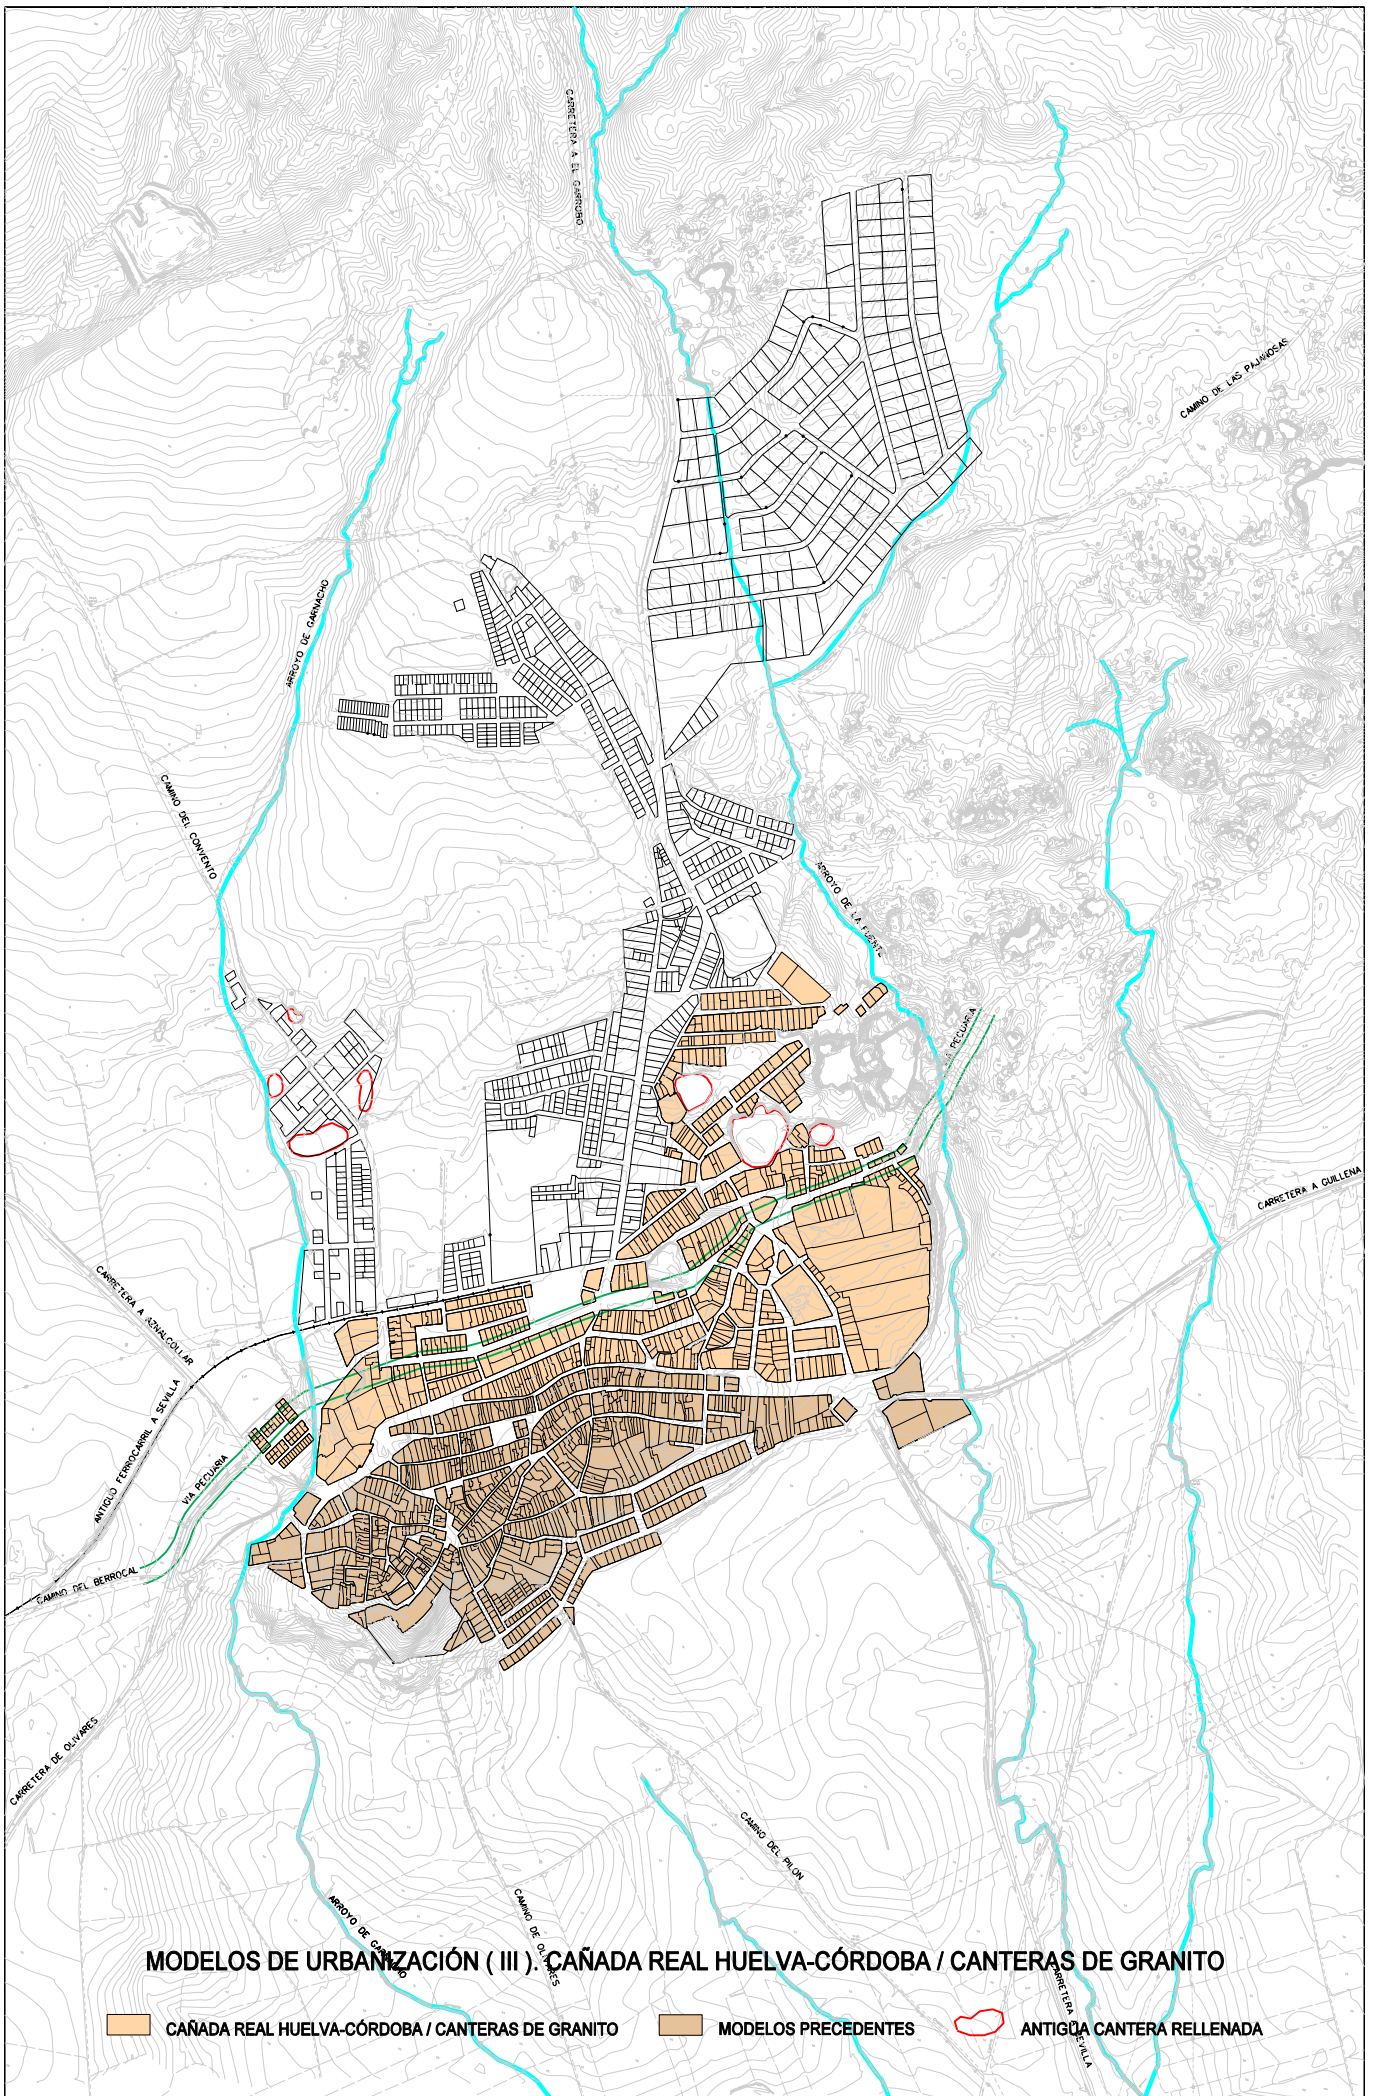 CARRETERA A EL GARROBO
CAMINO DE LAS PAJANOSAS
ARROYO DE GARNACHO
CAMINO DEL CONVENTO
ARROYO DE LA FUENTE
VIA PECUARIA
CARRETERA A GUILLENA
CARRETERA A AZNALCOLLAR
ANTIGUO FERROCARRIL A SEVILLA
VIA PECUARIA
CAMINO DEL BERROCAL
CARRETERA DE OLIVARES
CAMINO DEL PILON
CAMINO DE OLIVARES
ARROYO DE GARNACHO
CARRETERA A SEVILLA
MODELOS DE URBANIZACIÓN ( III ). CAÑADA REAL HUELVA-CÓRDOBA / CANTERAS DE GRANITO
CAÑADA REAL HUELVA-CÓRDOBA / CANTERAS DE GRANITO
MODELOS PRECEDENTES
ANTIGUA CANTERA RELLENADA